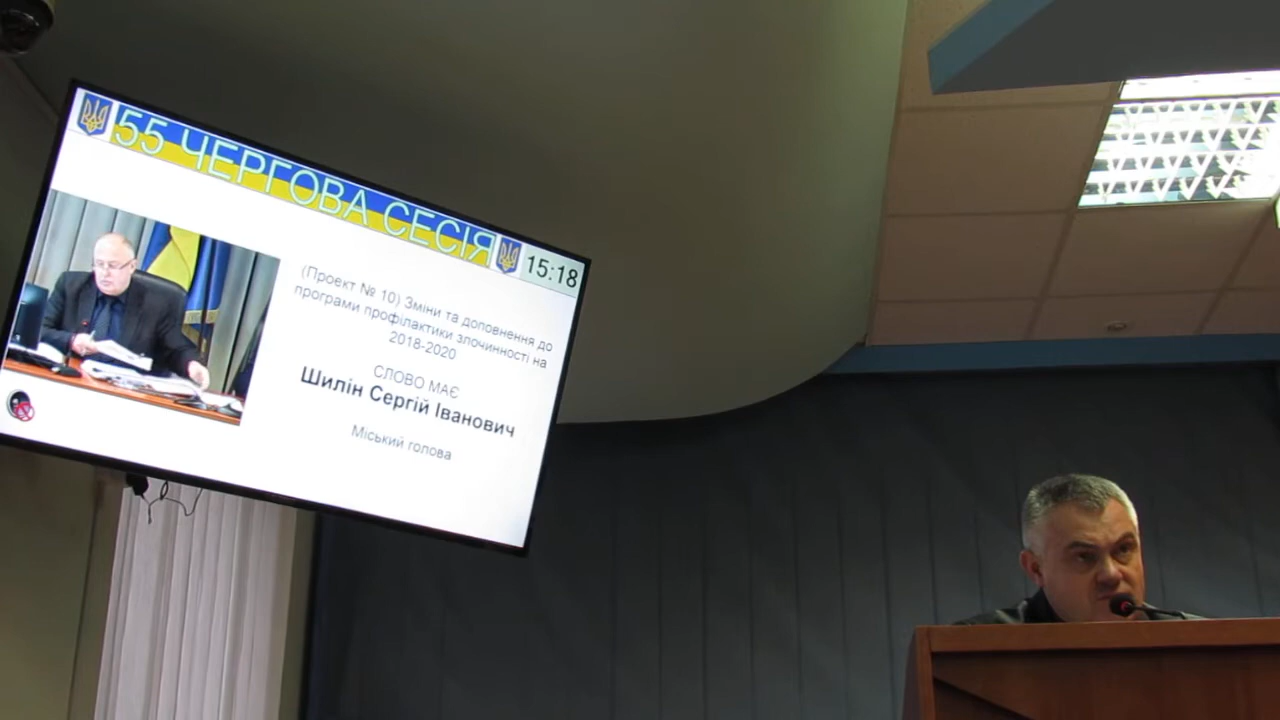 55 ЧЕРГОВА СЕСІЯ
15:18
(Проект № 10) Зміни та доповнення до
програми профілактики злочинності на
2018-2020
СЛОВО МАЄ
Шилін Сергій Іванович
Міський голова